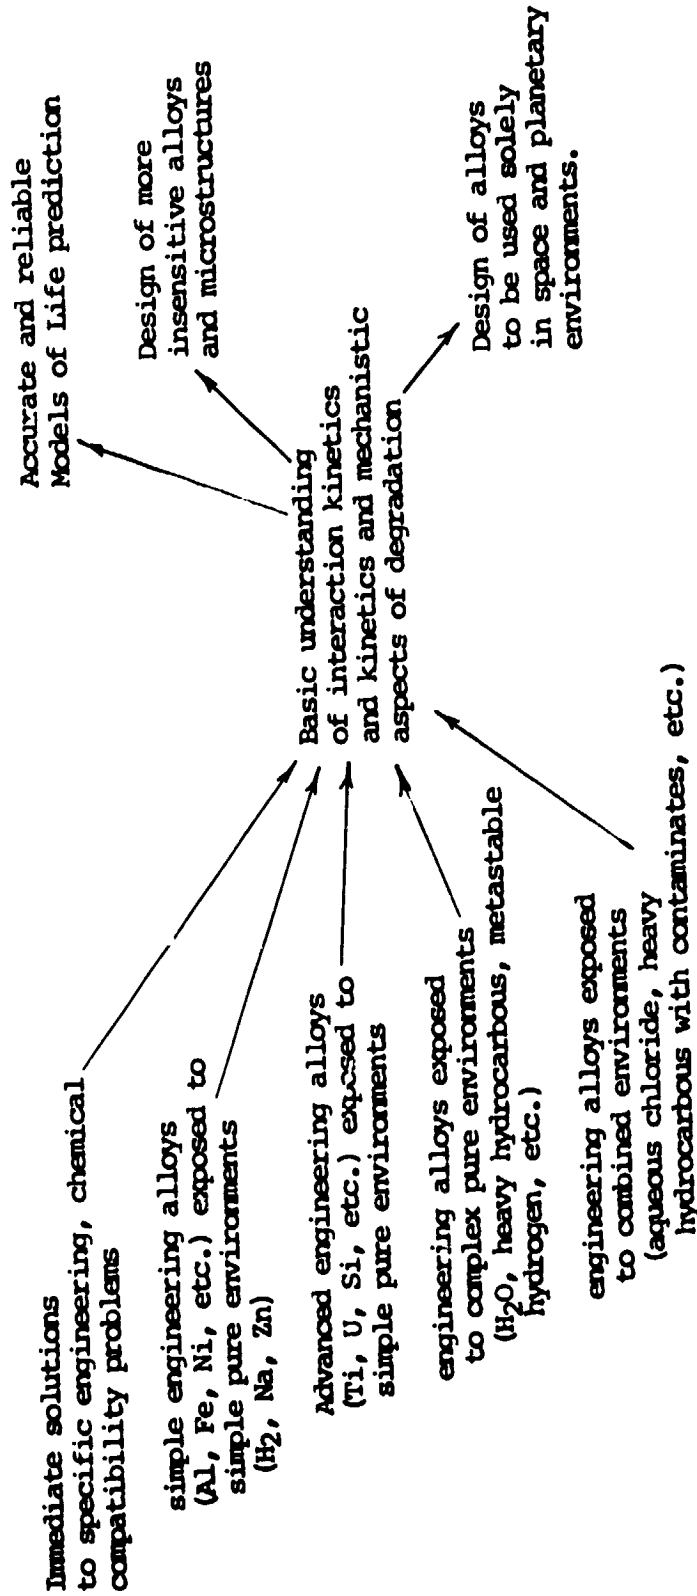 Immediate solutions
to specific engineering, chemical
compatibility problems
simple engineering alloys
(Al, Fe, Ni, etc.) exposed to
simple pure environments
(H₂, Na, Zn)
Advanced engineering alloys
(Ti, U, Si, etc.) exposed to
simple pure environments
engineering alloys exposed
to complex pure environments
(H₂O, heavy hydrocarbous, metastable
hydrogen, etc.)
engineering alloys exposed
to combined environments
(aqueous chloride, heavy
hydrocarbous with contaminates, etc.)
Basic understanding
of interaction kinetics
and kinetics and mechanistic
aspects of degradation
Accurate and reliable
Models of Life prediction
Design of more
insensitive alloys
and microstructures
Design of alloys
to be used solely
in space and planetary
environments.